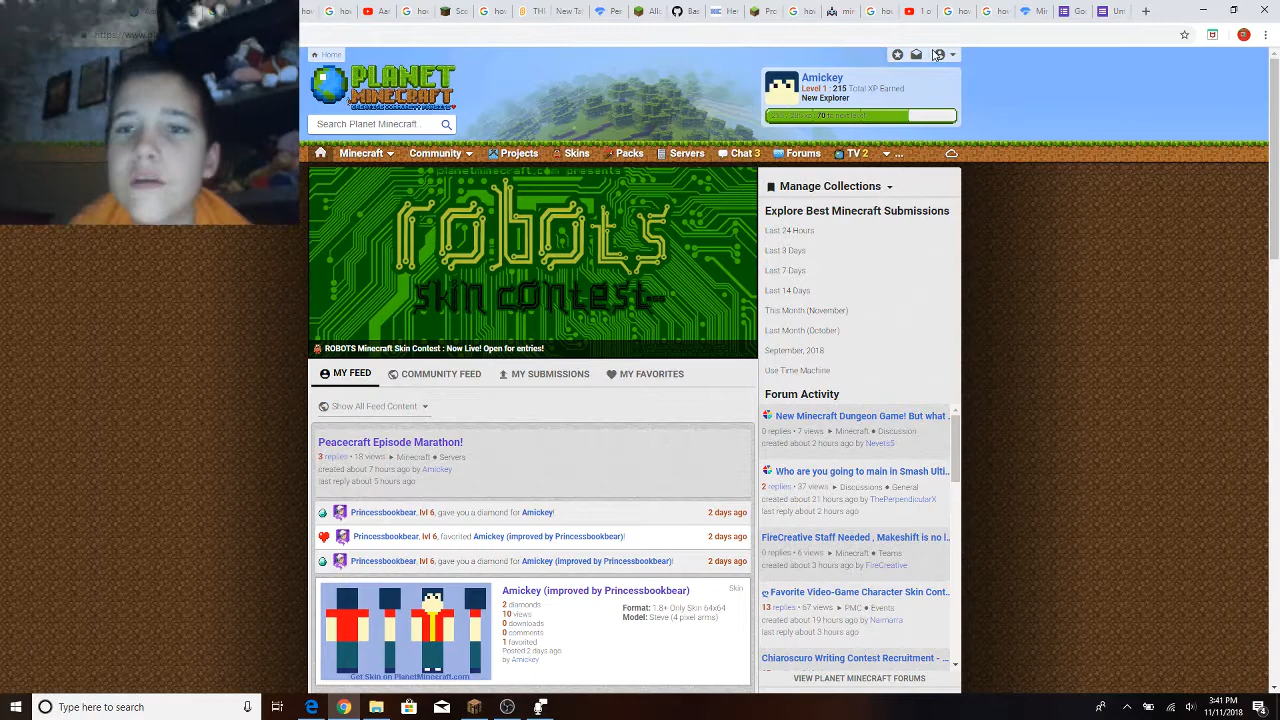 Home
PLANET
MINECRAFT
Search Planet Minecraft..
Amickey
Level 1 : 215 Total XP Earned
New Explorer
70 to next level
Minecraft
Community
Projects
Skins
Packs
Servers
Chat 3
Forums
TV 2
...
planetminecraft.com presents
robots
skin contest
ROBOTS Minecraft Skin Contest : Now Live! Open for entries!
MY FEED
COMMUNITY FEED
MY SUBMISSIONS
MY FAVORITES
Show All Feed Content
Peacecraft Episode Marathon!
3 replies • 18 views ► Minecraft ● Servers
created about 7 hours ago by Amickey
last reply about 5 hours ago
Princessbookbear, lvl 6, gave you a diamond for Amickey!
2 days ago
Princessbookbear, lvl 6, favorited Amickey (improved by Princessbookbear)!
2 days ago
Princessbookbear, lvl 6, gave you a diamond for Amickey (improved by Princessbookbear)!
2 days ago
Get Skin on PlanetMinecraft.com
Amickey (improved by Princessbookbear)
Skin
2 diamonds
10 views
0 downloads
0 comments
1 favorited
Posted 2 days ago
by Amickey
Format: 1.8+ Only Skin 64x64
Model: Steve (4 pixel arms)
Manage Collections
Explore Best Minecraft Submissions
Last 24 Hours
Last 3 Days
Last 7 Days
Last 14 Days
This Month (November)
Last Month (October)
September, 2018
Use Time Machine
Forum Activity
New Minecraft Dungeon Game! But what ..
0 replies • 7 views ► Minecraft ● Discussion
created about 2 hours ago by Nevets5
Who are you going to main in Smash Ulti..
2 replies • 37 views ► Discussions ● General
created about 21 hours ago by ThePerpendicularX
last reply about 2 hours ago
FireCreative Staff Needed , Makeshift is no l..
0 replies • 6 views ► Minecraft ● Teams
created about 3 hours ago by FireCreative
ღ Favorite Video-Game Character Skin Cont..
13 replies • 67 views ► PMC ● Events
created about 19 hours ago by Naimarra
last reply about 3 hours ago
Chiaroscuro Writing Contest Recruitment - ...
VIEW PLANET MINECRAFT FORUMS
Type here to search
3:41 PM
11/11/2018